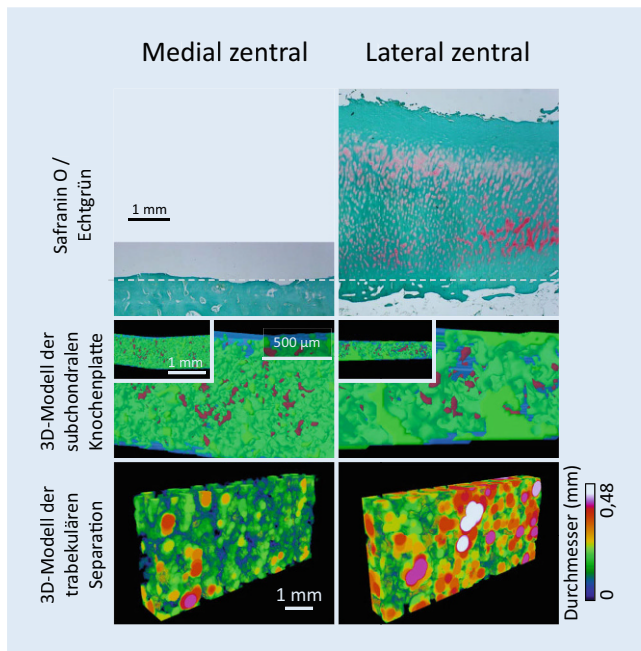 Medial zentral
Lateral zentral
Safranin O /
Echtgrün
1 mm
3D-Modell der
subchondralen
Knochenplatte
1 mm
500 µm
3D-Modell der
trabekulären
Separation
1 mm
Durchmesser (mm)
0,48
0